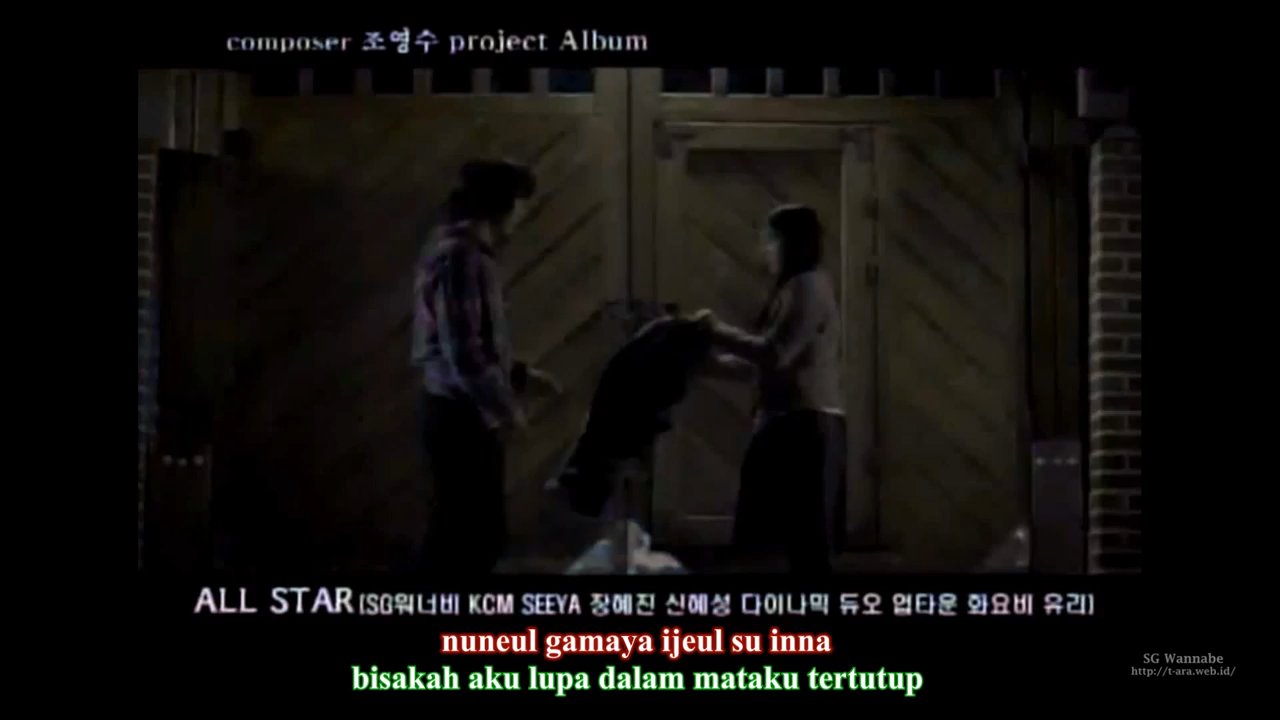 composer 조영수 project Album
ALL STAR (SG워너비 KCM SEEYA 장혜진 신혜성 다이나믹 듀오 업타운 화요비 유리)
nuneul gamaya ijeul su inna
bisakah aku lupa dalam mataku tertutup
SG Wannabe
http://t-ara.web.id/